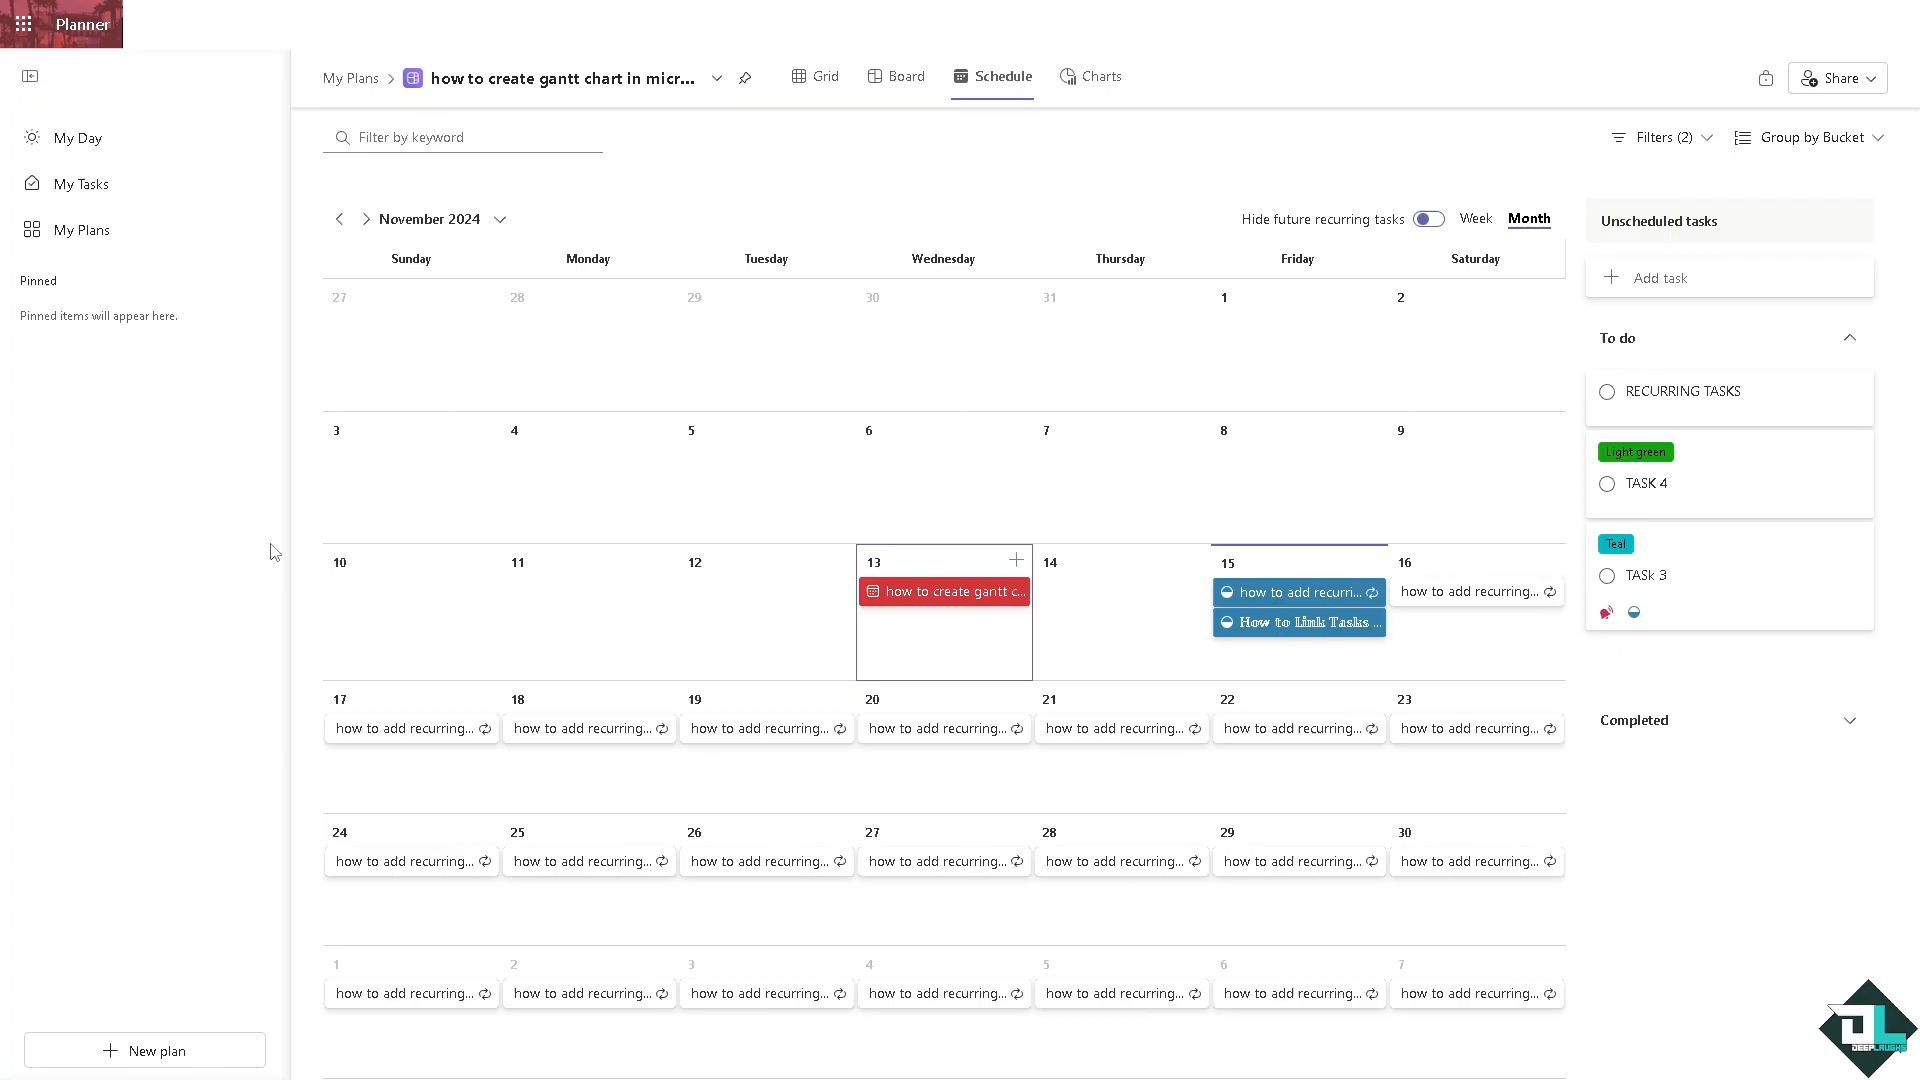 Planner
My Day
My Tasks
My Plans
Pinned
Pinned items will appear here.
New plan
My Plans
how to create gantt chart in micr...
Grid
Board
Schedule
Charts
Share
Filter by keyword
Filters (2)
Group by Bucket
November 2024
Hide future recurring tasks
Week
Month
Sunday Monday Tuesday Wednesday Thursday Friday Saturday
27 28 29 30 31 1 2
3 4 5 6 7 8 9
10 11 12 13 14 15 16
how to create gantt c... how to add recurri... how to add recurring...
How to Link Tasks ...
17 18 19 20 21 22 23
how to add recurring... how to add recurring... how to add recurring... how to add recurring... how to add recurring... how to add recurring... how to add recurring...
24 25 26 27 28 29 30
how to add recurring... how to add recurring... how to add recurring... how to add recurring... how to add recurring... how to add recurring... how to add recurring...
1 2 3 4 5 6 7
how to add recurring... how to add recurring... how to add recurring... how to add recurring... how to add recurring... how to add recurring... how to add recurring...
Unscheduled tasks
Add task
To do
RECURRING TASKS
Light green
TASK 4
Teal
TASk 3
Completed
DL
DEEPLAUGHS